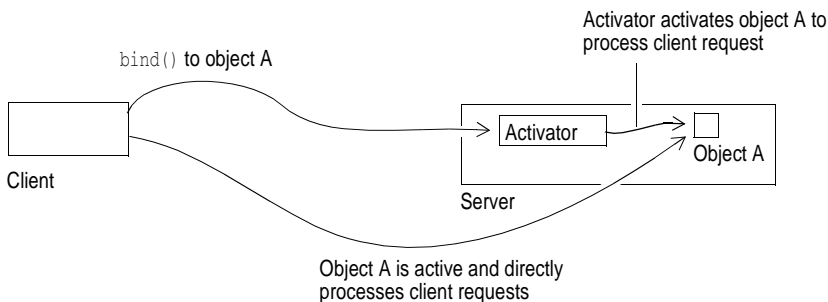 Activator activates object A to
process client request
bind() to object A
Activator
Object A
Client
Server
Object A is active and directly
processes client requests